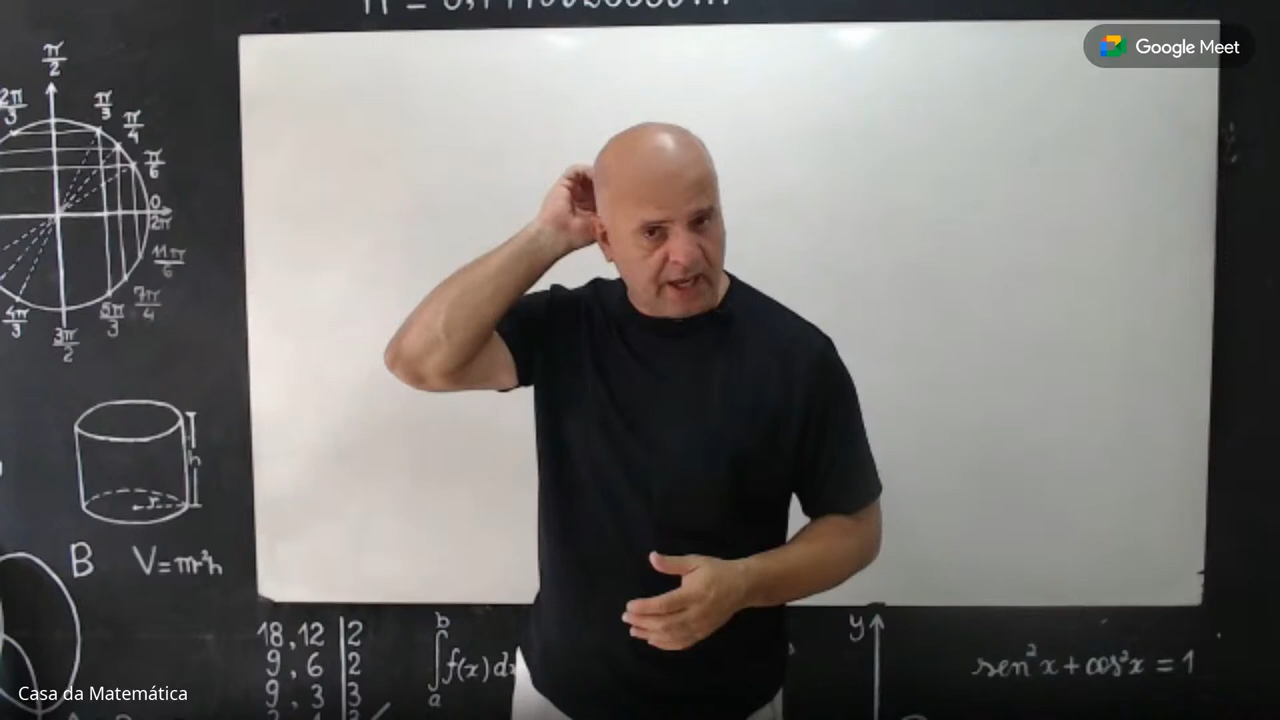 Google Meet
π/2
2π/3
π/3
π/4
π/6
0
2π
11π/6
7π/4
5π/3
3π/2
4π/3
h
r
B V=πr²h
18,12 | 2
9, 6 | 2
9, 3 | 3
b
∫f(x)dx
a
y
sen²x + cos²x = 1
Casa da Matemática